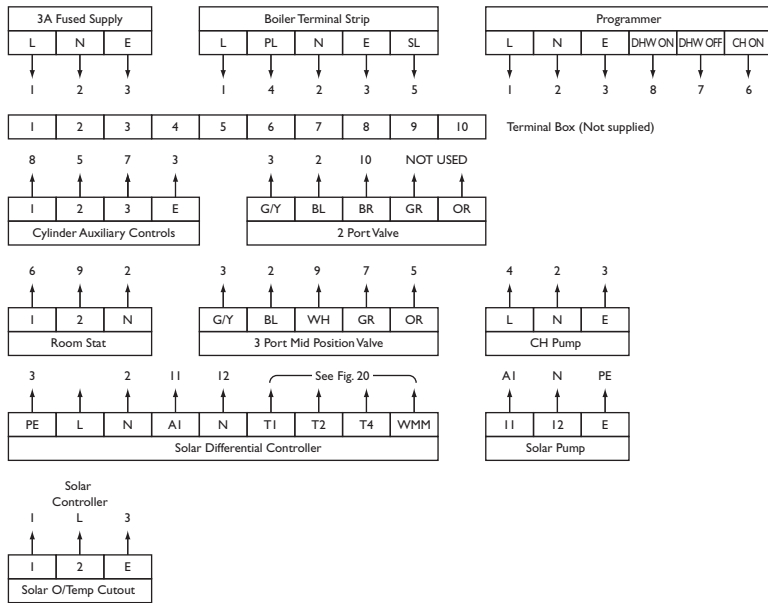 3A Fused Supply Boiler Terminal Strip Programmer
L N E L PL N E SL L N E DHW ON DHW OFF CH ON
1 2 3 1 4 2 3 5 1 2 3 8 7 6
1 2 3 4 5 6 7 8 9 10 Terminal Box (Not supplied)
8 5 7 3 3 2 10 NOT USED
1 2 3 E G/Y BL BR GR OR
Cylinder Auxiliary Controls 2 Port Valve
6 9 2 3 2 9 7 5 4 2 3
1 2 N G/Y BL WH GR OR L N E
Room Stat 3 Port Mid Position Valve CH Pump
3 2 11 12 See Fig. 20 A1 N PE
PE L N A1 N T1 T2 T4 WMM 11 12 E
Solar Differential Controller Solar Pump
Solar
Controller
1 L 3
1 2 E
Solar O/Temp Cutout